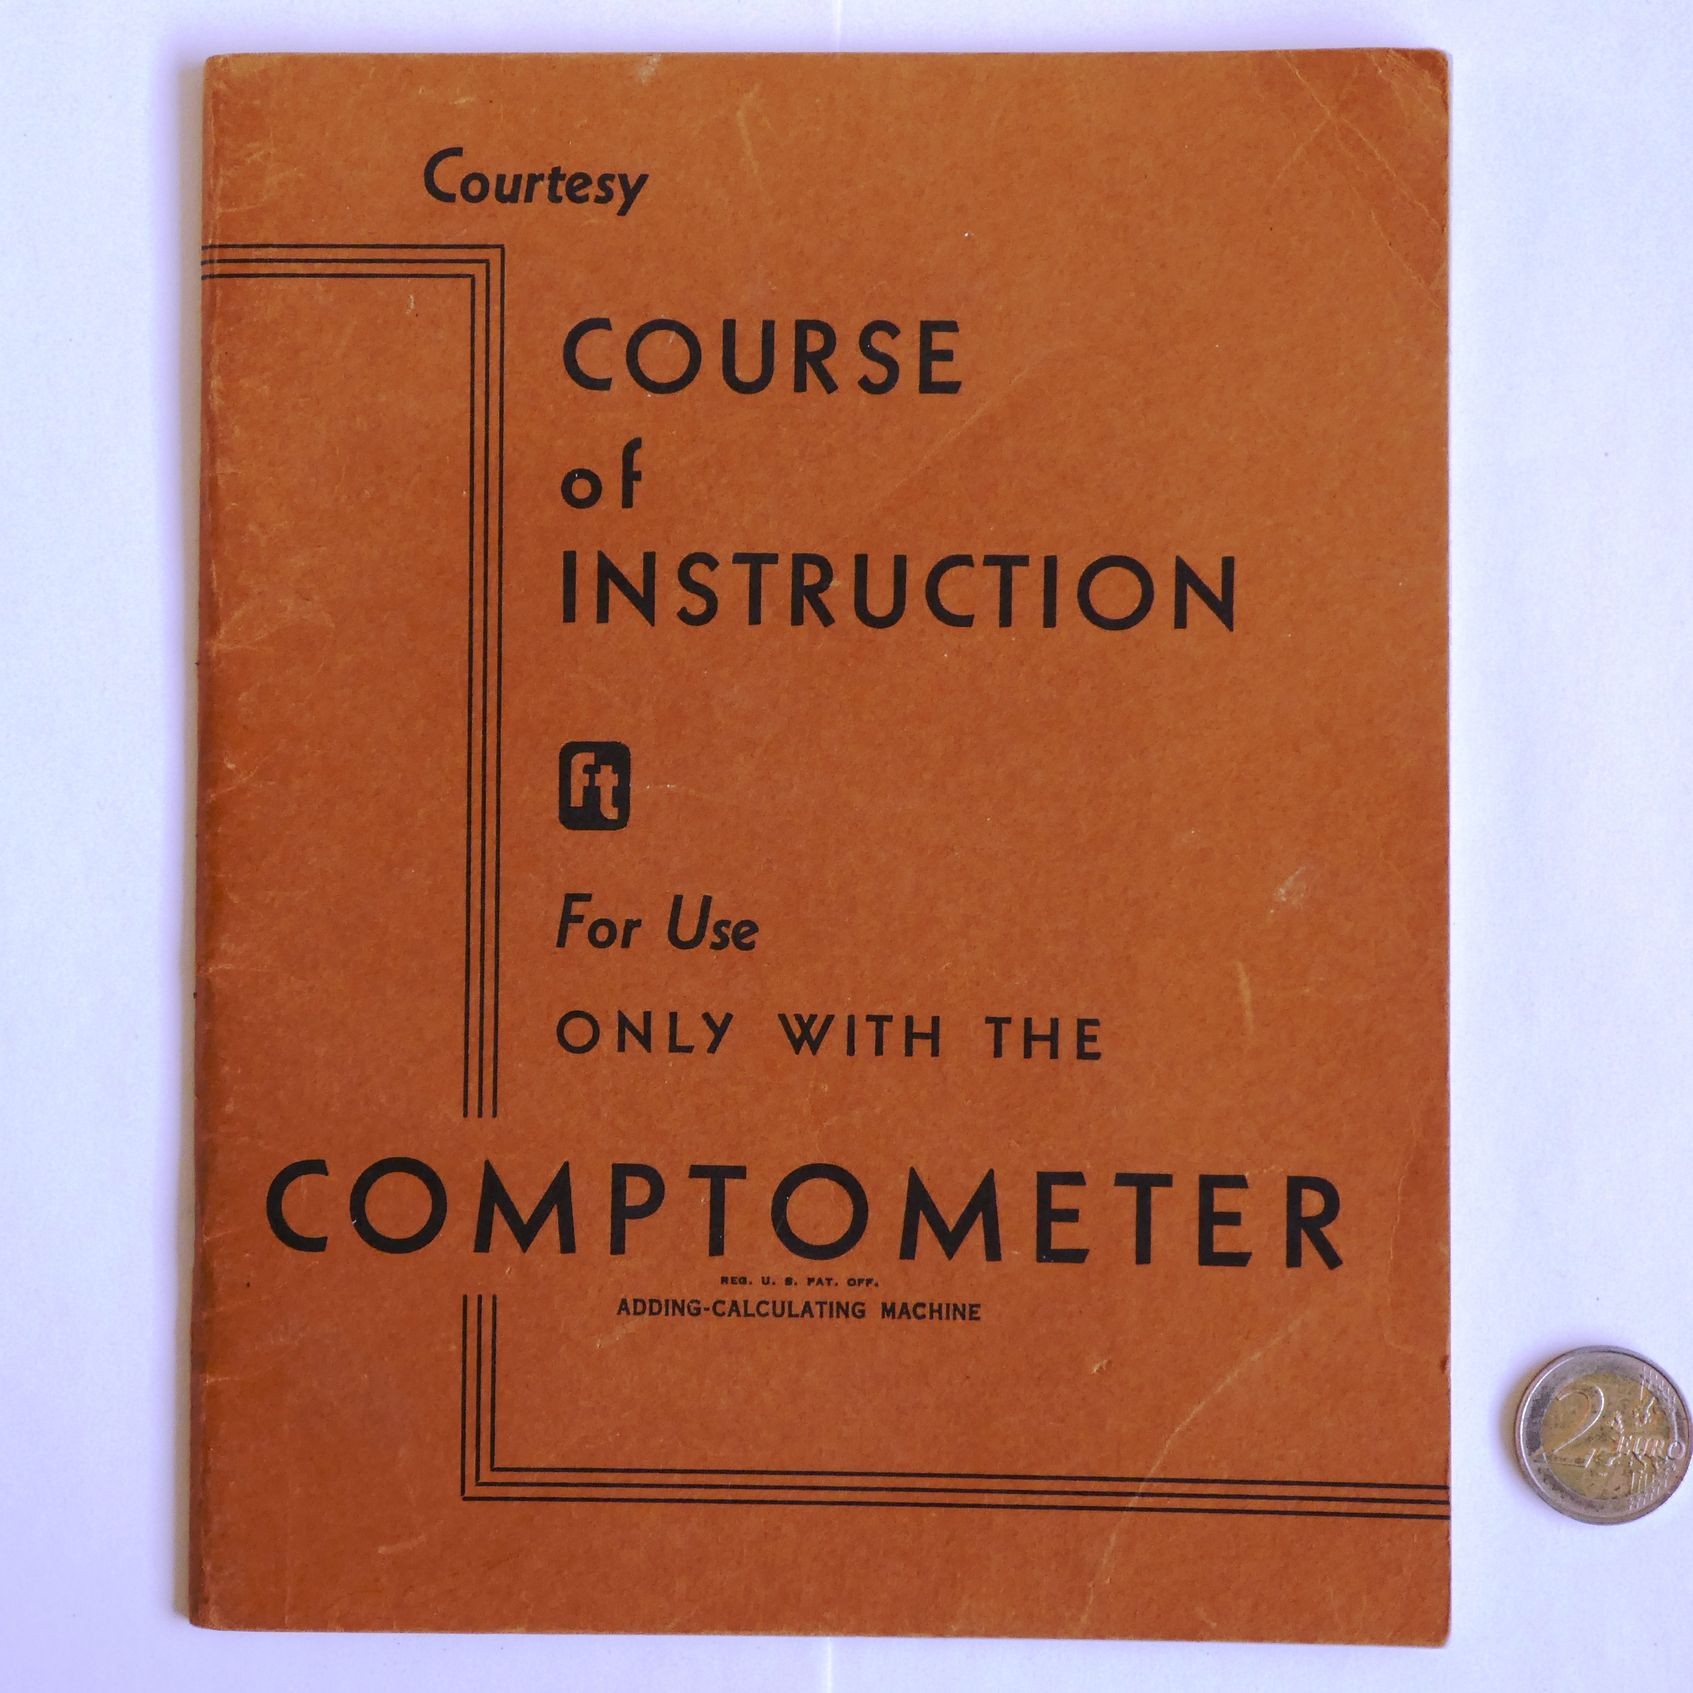 Courtesy
COURSE
of
INSTRUCTION
ft
For Use
ONLY WITH THE
COMPTOMETER
REG. U. S. PAT. OFF.
ADDING-CALCULATING MACHINE
2 EURO